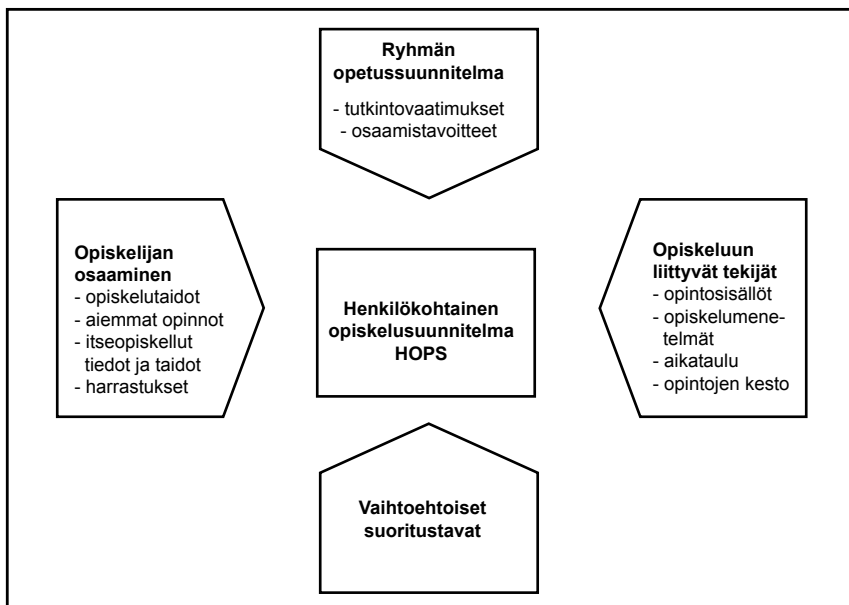 Ryhmän
opetussuunnitelma
- tutkintovaatimukset
- osaamistavoitteet
Opiskelijan
osaaminen
- opiskelutaidot
- aiemmat opinnot
- itseopiskellut
tiedot ja taidot
- harrastukset
Henkilökohtainen
opiskelusuunnitelma
HOPS
Opiskeluun
liittyvät tekijät
- opintosisällöt
- opiskelumene-
telmät
- aikataulu
- opintojen kesto
Vaihtoehtoiset
suoritustavat